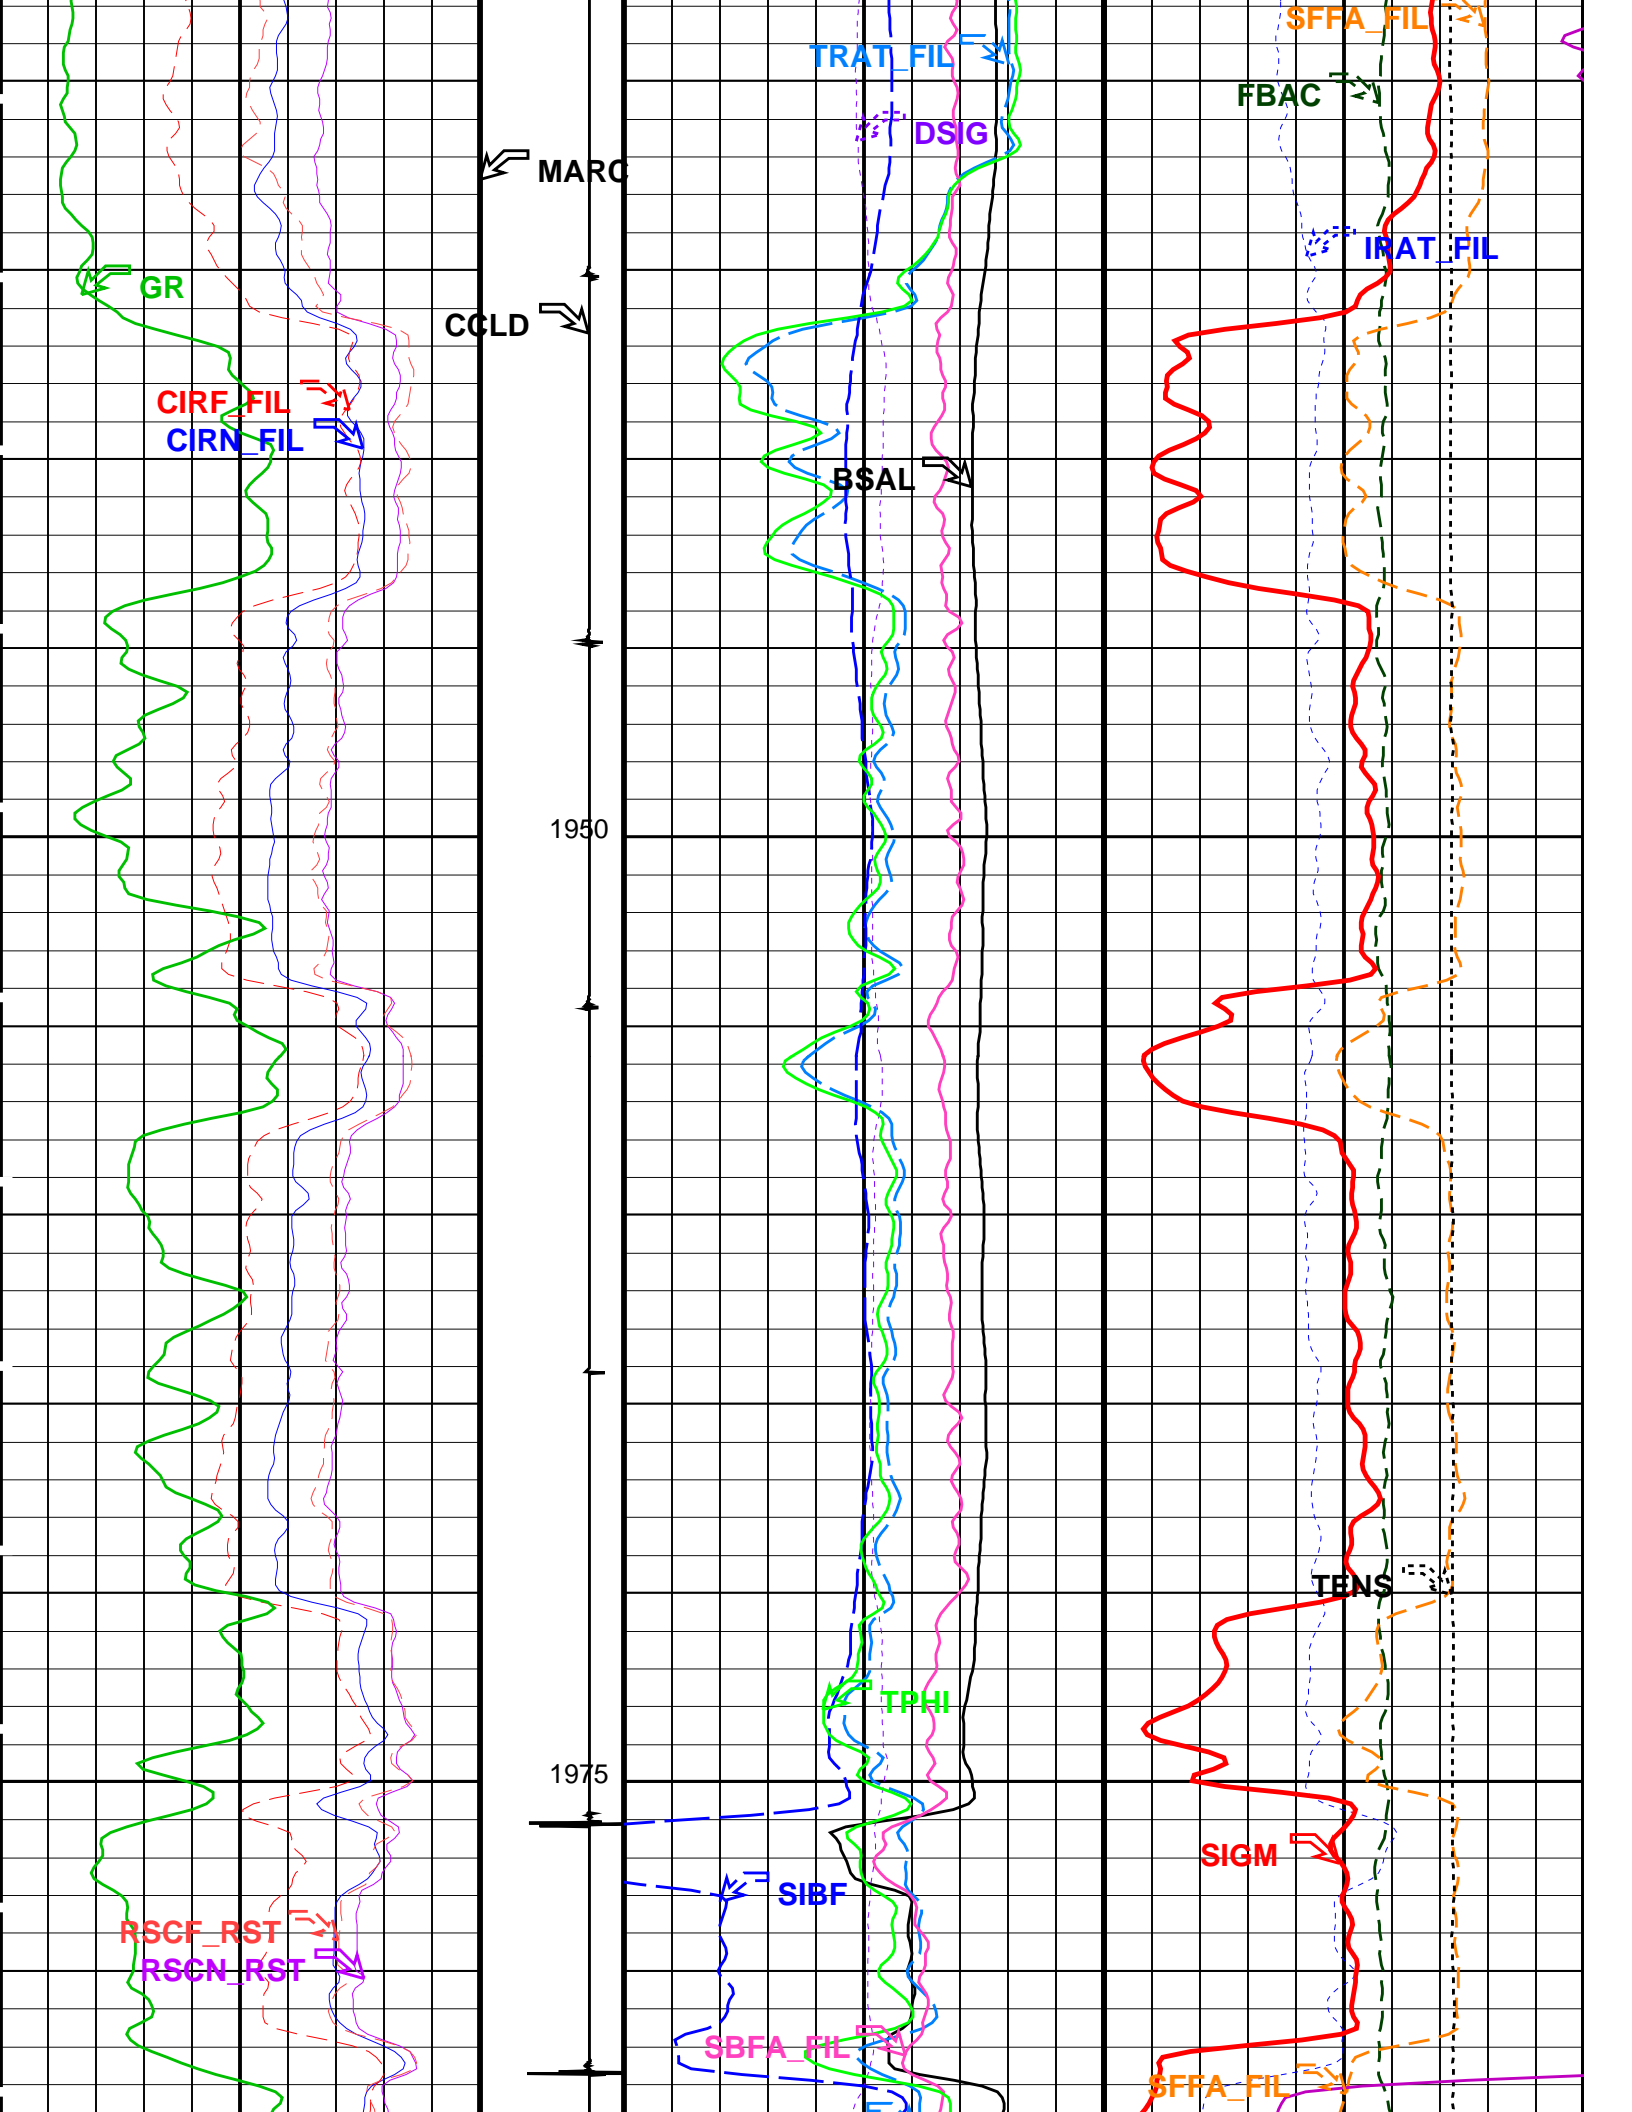 SFFA_FIL
TRAT_FIL
FBAC
DSIG
MARC
IRAT_FIL
GR
CCLD
CIRF_FIL
CIRN_FIL
BSAL
1950
TENS
TPHI
1975
SIGM
SIBF
RSCF_RST
RSCN_RST
SBFA_FIL
SFFA_FIL